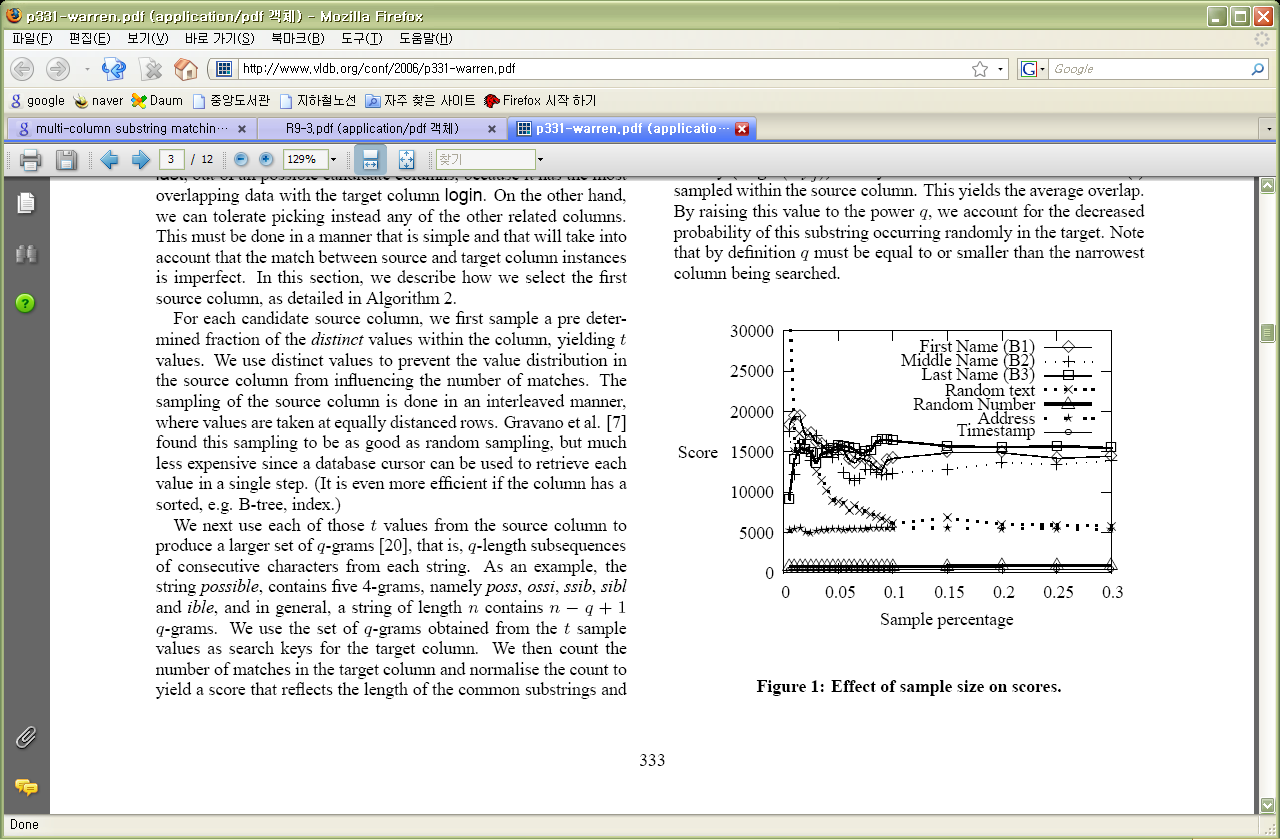 p331-warren.pdf (application/pdf 객체) - Mozilla Firefox
파일(F) 편집(E) 보기(V) 바로 가기(S) 북마크(B) 도구(T) 도움말(H)
http://www.vldb.org/conf/2006/p331-warren.pdf
G Google
google naver Daum 중앙도서관 지하철노선 자주 찾은 사이트 Firefox 시작 하기
multi-column substring matchin… R9-3.pdf (application/pdf 객체) p331-warren.pdf (applicatio…
3 / 12 129% 찾기
overlapping data with the target column login. On the other hand,
we can tolerate picking instead any of the other related columns.
This must be done in a manner that is simple and that will take into
account that the match between source and target column instances
is imperfect. In this section, we describe how we select the first
source column, as detailed in Algorithm 2.
For each candidate source column, we first sample a pre deter-
mined fraction of the distinct values within the column, yielding t
values. We use distinct values to prevent the value distribution in
the source column from influencing the number of matches. The
sampling of the source column is done in an interleaved manner,
where values are taken at equally distanced rows. Gravano et al. [7]
found this sampling to be as good as random sampling, but much
less expensive since a database cursor can be used to retrieve each
value in a single step. (It is even more efficient if the column has a
sorted, e.g. B-tree, index.)
We next use each of those t values from the source column to
produce a larger set of q-grams [20], that is, q-length subsequences
of consecutive characters from each string. As an example, the
string possible, contains five 4-grams, namely poss, ossi, ssib, sibl
and ible, and in general, a string of length n contains n − q + 1
q-grams. We use the set of q-grams obtained from the t sample
values as search keys for the target column. We then count the
number of matches in the target column and normalise the count to
yield a score that reflects the length of the common substrings and
sampled within the source column. This yields the average overlap.
By raising this value to the power q, we account for the decreased
probability of this substring occurring randomly in the target. Note
that by definition q must be equal to or smaller than the narrowest
column being searched.
30000
25000
20000
15000
10000
5000
0
Score
First Name (B1)
Middle Name (B2)
Last Name (B3)
Random text
Random Number
Address
Timestamp
0 0.05 0.1 0.15 0.2 0.25 0.3
Sample percentage
Figure 1: Effect of sample size on scores.
333
Done